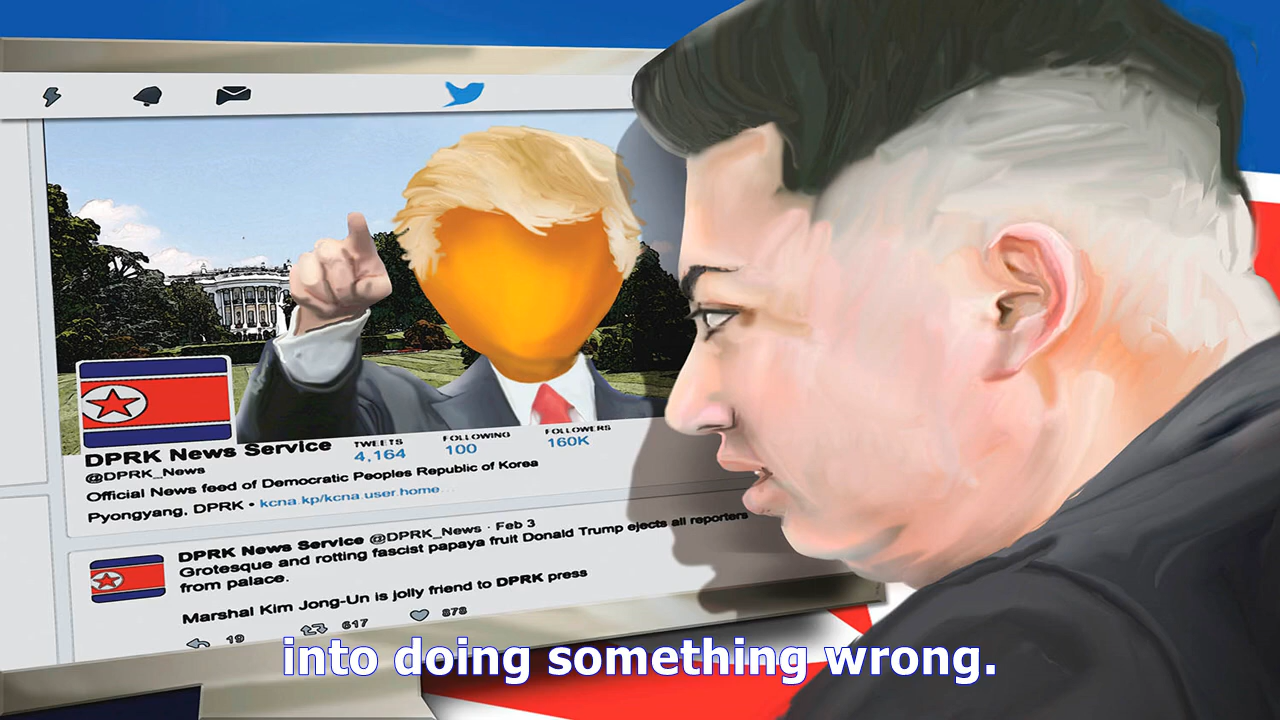 DPRK News Service
@DPRK_News
TWEETS FOLLOWING FOLLOWERS
4,164 100 160K
Official News feed of Democratic Peoples Republic of Korea
Pyongyang, DPRK • kcna.kp/kcna.user.home...
DPRK News Service @DPRK_News · Feb 3
Grotesque and rotting fascist papaya fruit Donald Trump ejects all reporters
from palace.
Marshal Kim Jong-Un is jolly friend to DPRK press
19 617 878
into doing something wrong.